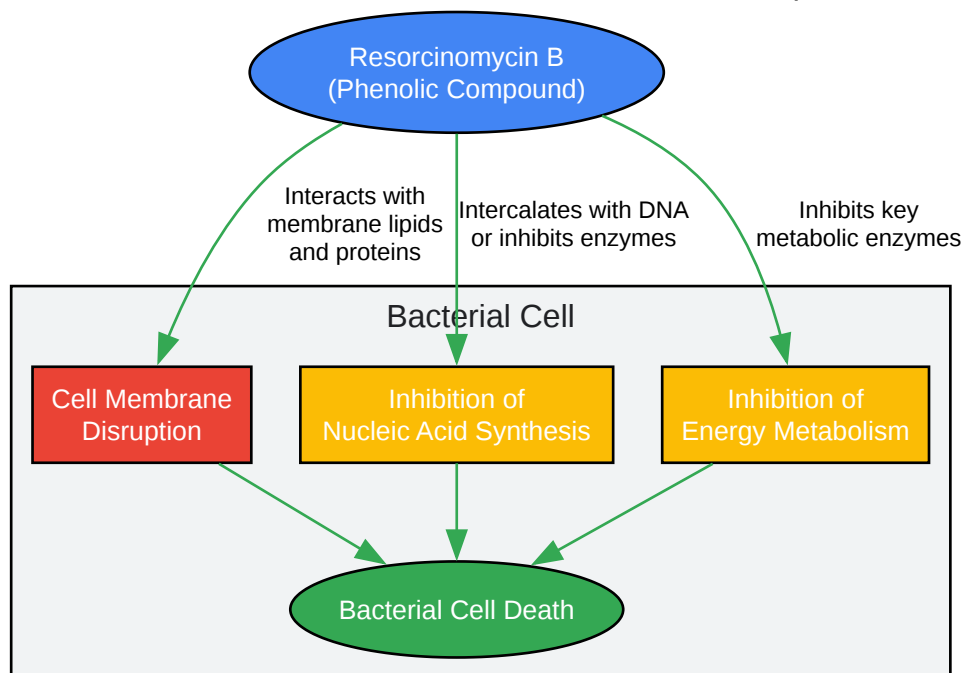 Resorcinomycin B
(Phenolic Compound)
Interacts with
membrane lipids
and proteins
Intercalates with DNA
or inhibits enzymes
Inhibits key
metabolic enzymes
Bacterial Cell
Cell Membrane
Disruption
Inhibition of
Nucleic Acid Synthesis
Inhibition of
Energy Metabolism
Bacterial Cell Death